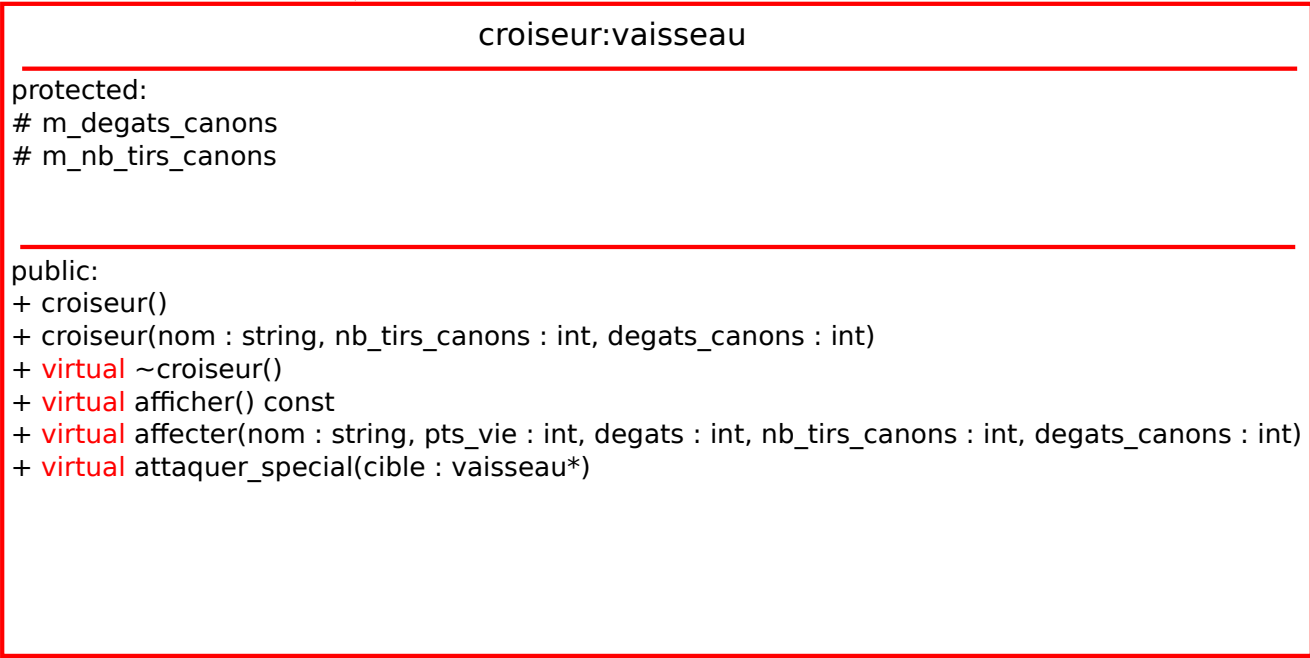 croiseur:vaisseau
protected:
# m_degats_canons
# m_nb_tirs_canons
public:
+ croiseur()
+ croiseur(nom : string, nb_tirs_canons : int, degats_canons : int)
+ virtual ~croiseur()
+ virtual afficher() const
+ virtual affecter(nom : string, pts_vie : int, degats : int, nb_tirs_canons : int, degats_canons : int)
+ virtual attaquer_special(cible : vaisseau*)